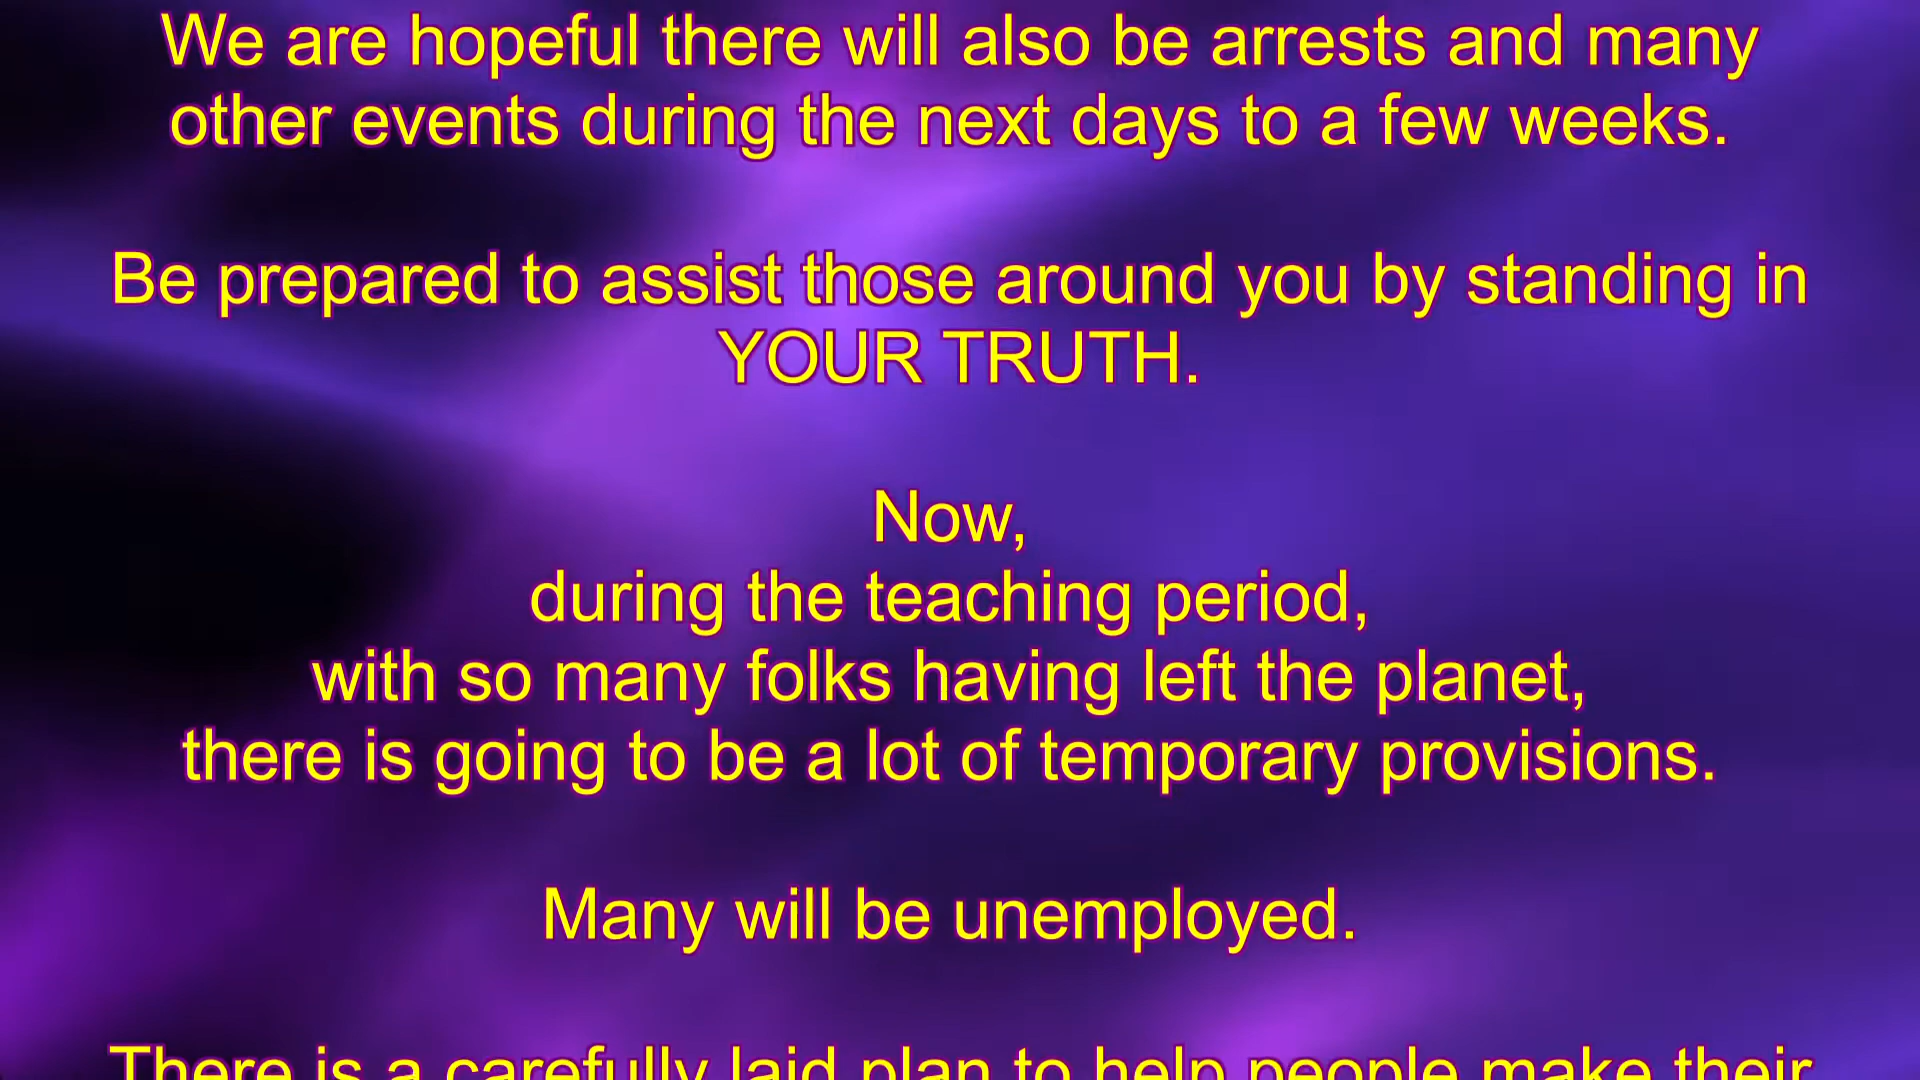 We are hopeful there will also be arrests and many
other events during the next days to a few weeks.
Be prepared to assist those around you by standing in
YOUR TRUTH.
Now,
during the teaching period,
with so many folks having left the planet,
there is going to be a lot of temporary provisions.
Many will be unemployed.
There is a carefully laid plan to help people make their